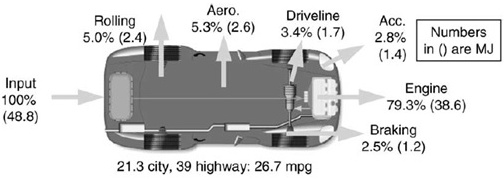 Rolling
5.0% (2.4)
Aero.
5.3% (2.6)
Driveline
3.4% (1.7)
Acc.
2.8%
(1.4)
Numbers
in () are MJ
Input
100%
(48.8)
Engine
79.3% (38.6)
Braking
2.5% (1.2)
21.3 city, 39 highway: 26.7 mpg